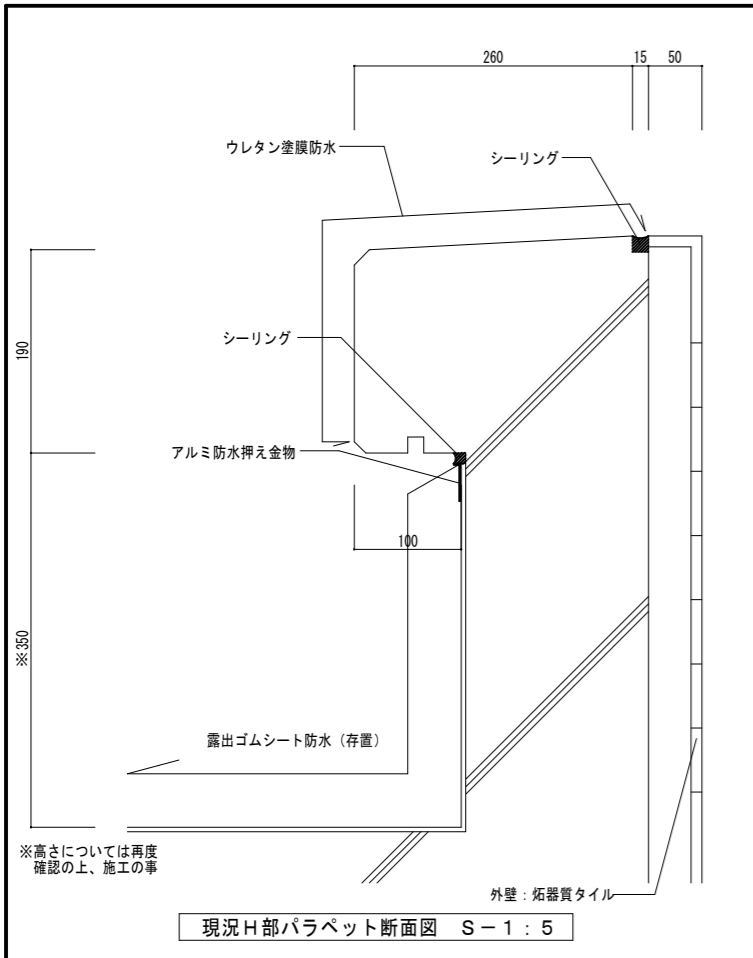 260
15
50
ウレタン塗膜防水
シーリング
190
シーリング
アルミ防水押え金物
100
※350
露出ゴムシート防水（存置）
※高さについては再度
確認の上、施工の事
外壁：炻器質タイル
現況Ｈ部パラペット断面図　Ｓ－１：５